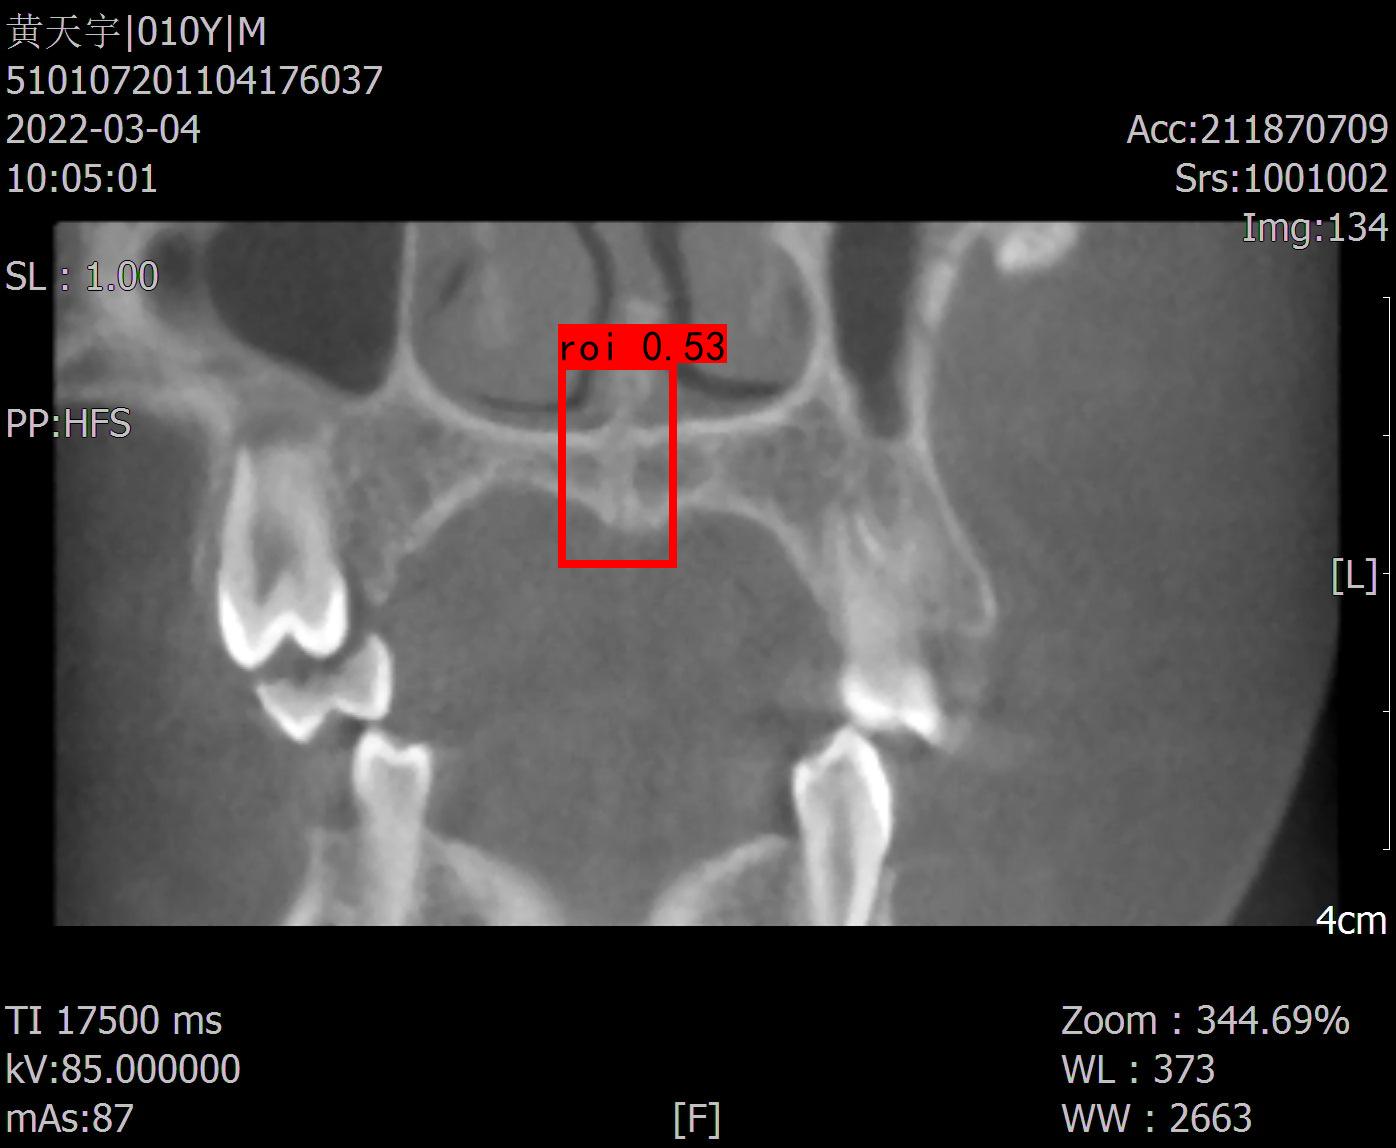 黄天宇|010Y|M
510107201104176037
2022-03-04
10:05:01
Acc:211870709
Srs:1001002
Img:134
SL : 1.00
PP:HFS
roi 0.53
[L]
4cm
TI 17500 ms
kV:85.000000
mAs:87
[F]
Zoom : 344.69%
WL : 373
WW : 2663